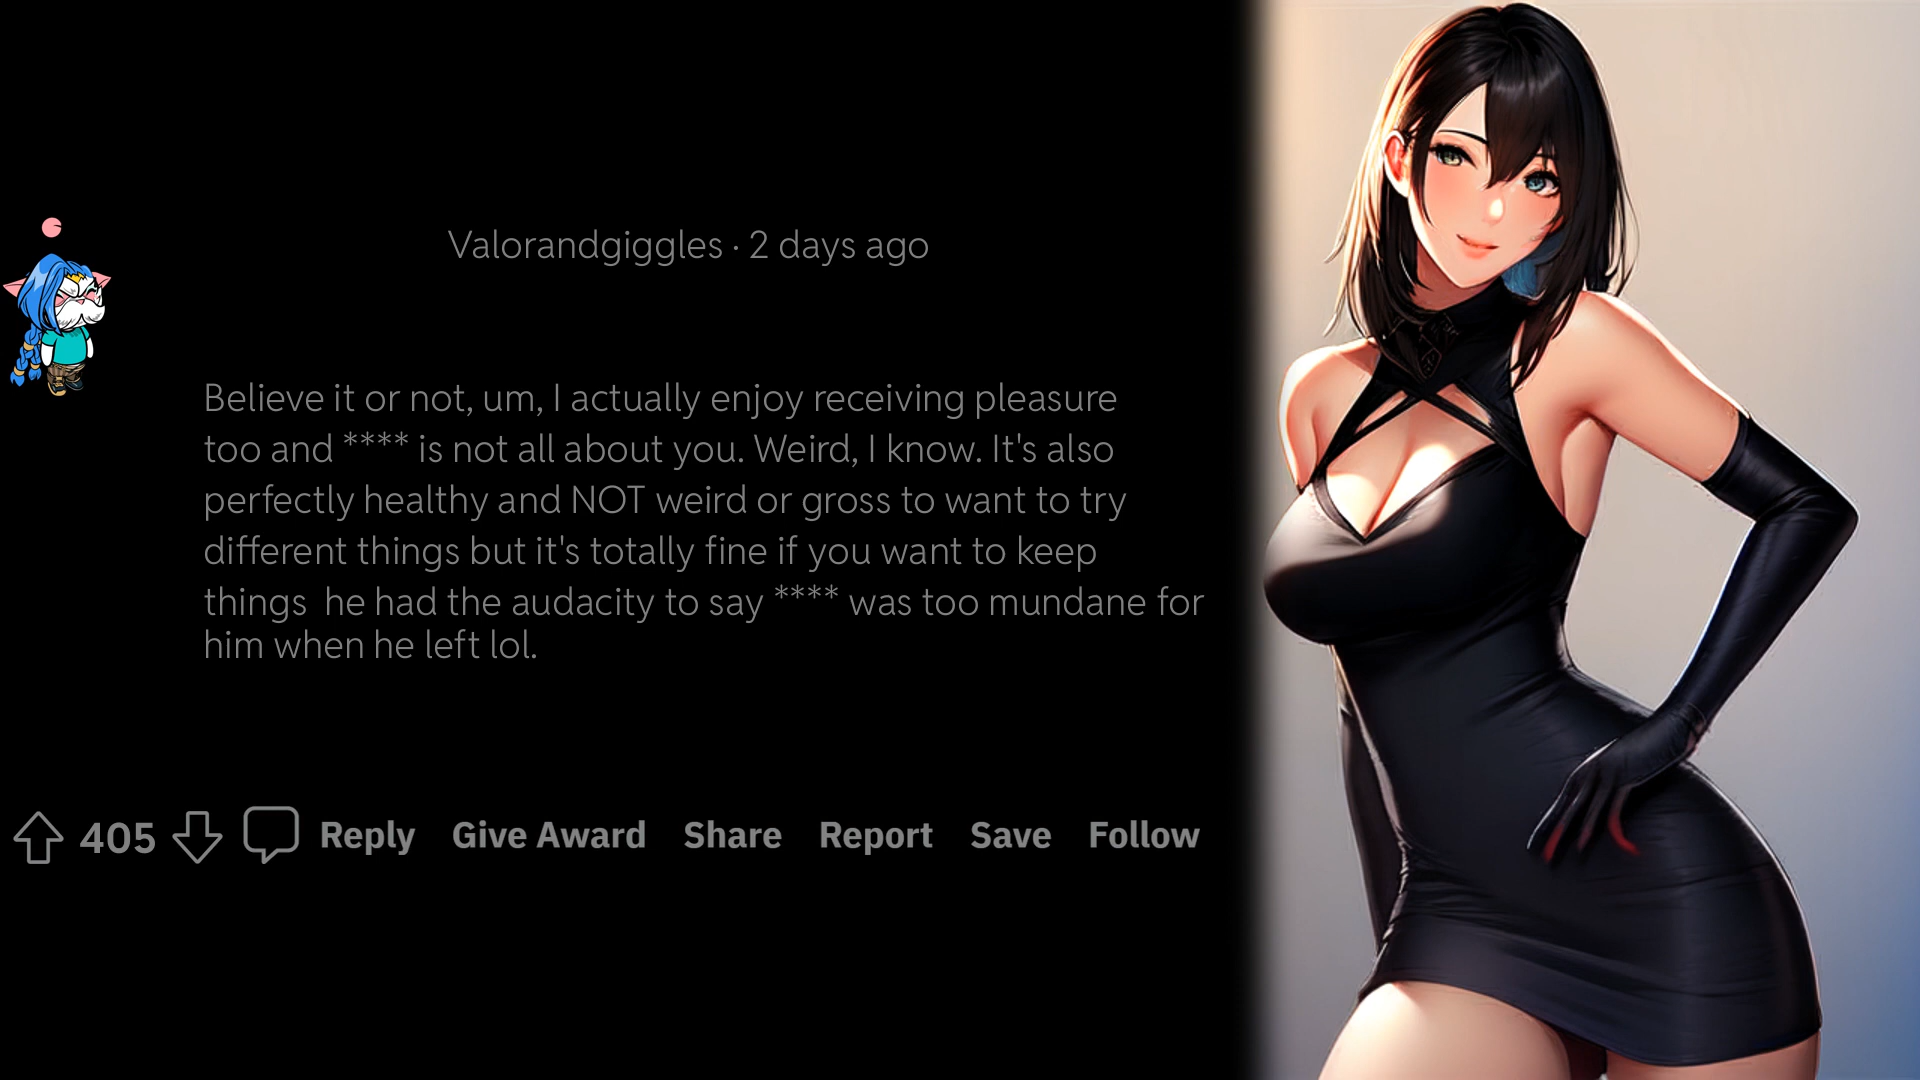 Valorandgiggles · 2 days ago
Believe it or not, um, I actually enjoy receiving pleasure
too and **** is not all about you. Weird, I know. It's also
perfectly healthy and NOT weird or gross to want to try
different things but it's totally fine if you want to keep
things  he had the audacity to say **** was too mundane for
him when he left lol.
405 Reply Give Award Share Report Save Follow